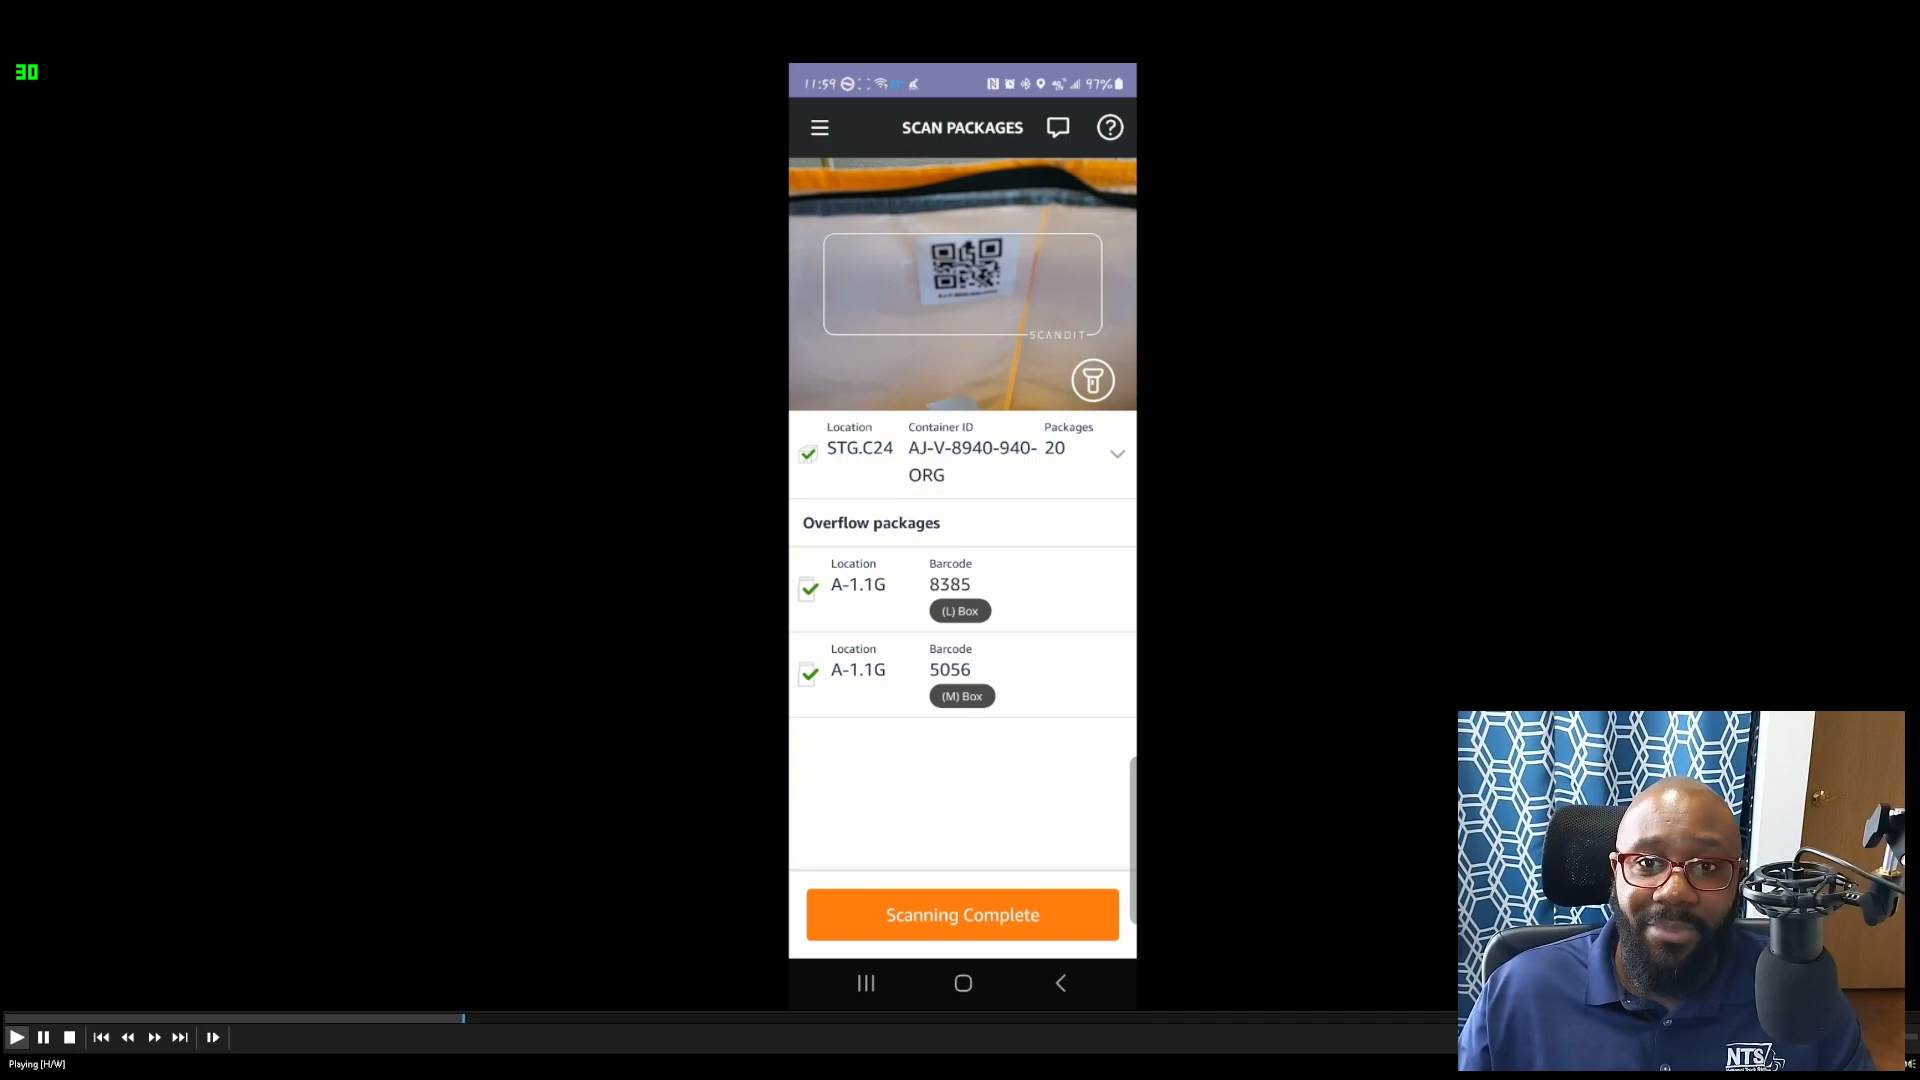 30
11:59
97%
SCAN PACKAGES
SCANDIT
Location Container ID Packages
STG.C24 AJ-V-8940-940- 20
ORG
Overflow packages
Location Barcode
A-1.1G 8385
(L) Box
Location Barcode
A-1.1G 5056
(M) Box
Scanning Complete
Playing [H/W]
NTS